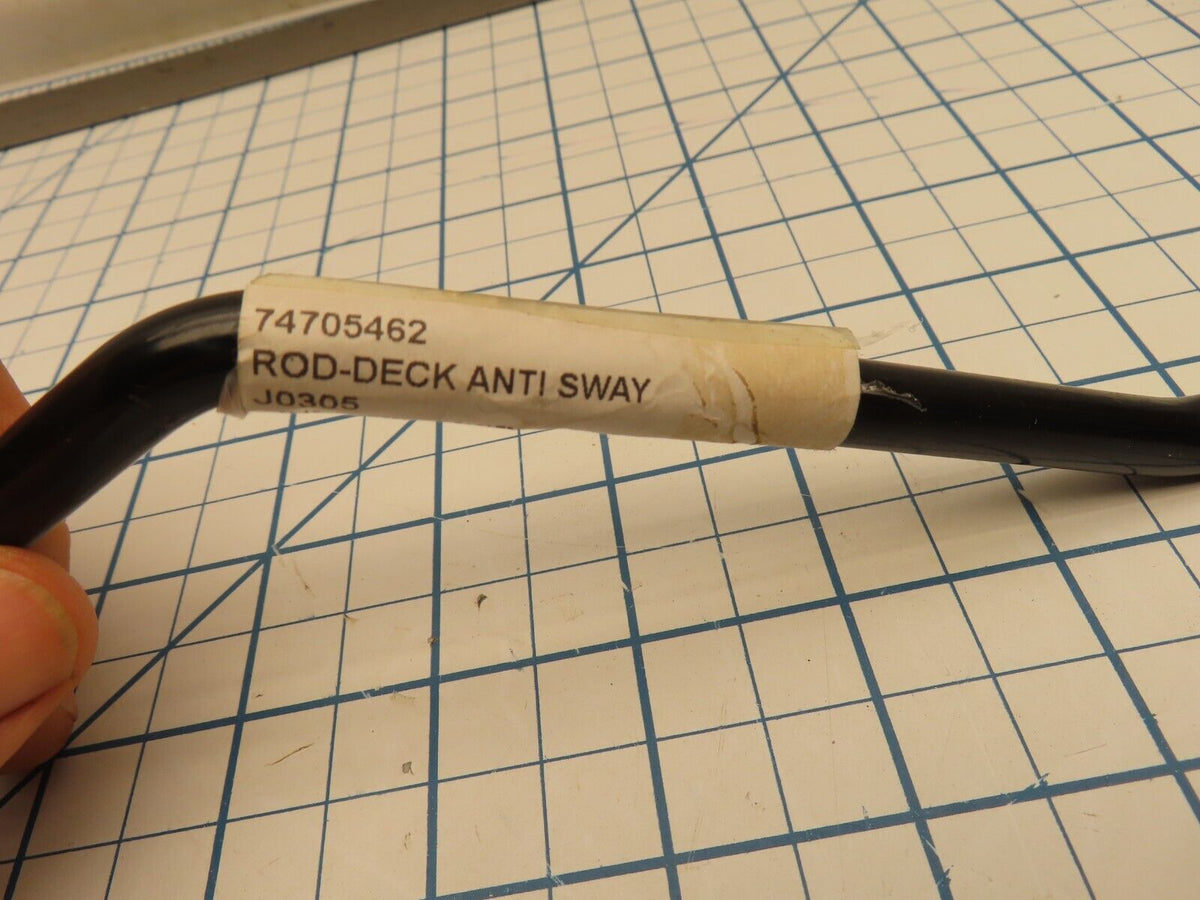 74705462
ROD-DECK ANTI SWAY
J0305